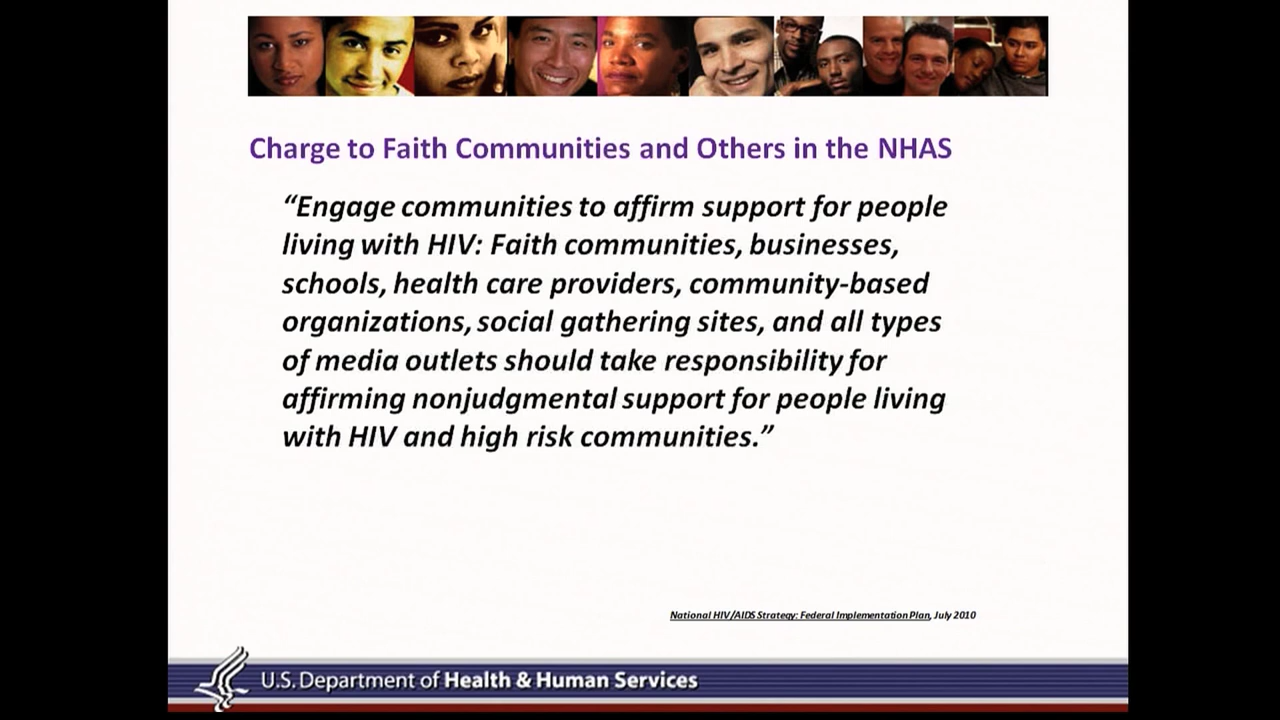 Charge to Faith Communities and Others in the NHAS
“Engage communities to affirm support for people
living with HIV: Faith communities, businesses,
schools, health care providers, community-based
organizations, social gathering sites, and all types
of media outlets should take responsibility for
affirming nonjudgmental support for people living
with HIV and high risk communities.”
National HIV/AIDS Strategy: Federal Implementation Plan, July 2010
U.S. Department of Health & Human Services